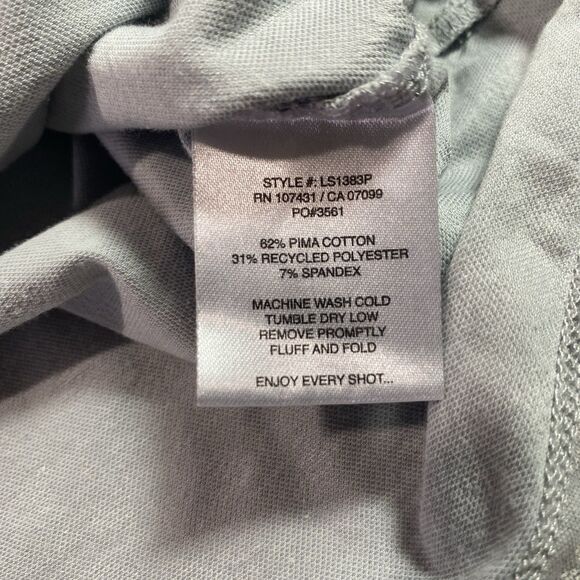 STYLE #: LS1383P
RN 107431 / CA 07099
PO#3561
62% PIMA COTTON
31% RECYCLED POLYESTER
7% SPANDEX
MACHINE WASH COLD
TUMBLE DRY LOW
REMOVE PROMPTLY
FLUFF AND FOLD
ENJOY EVERY SHOT...